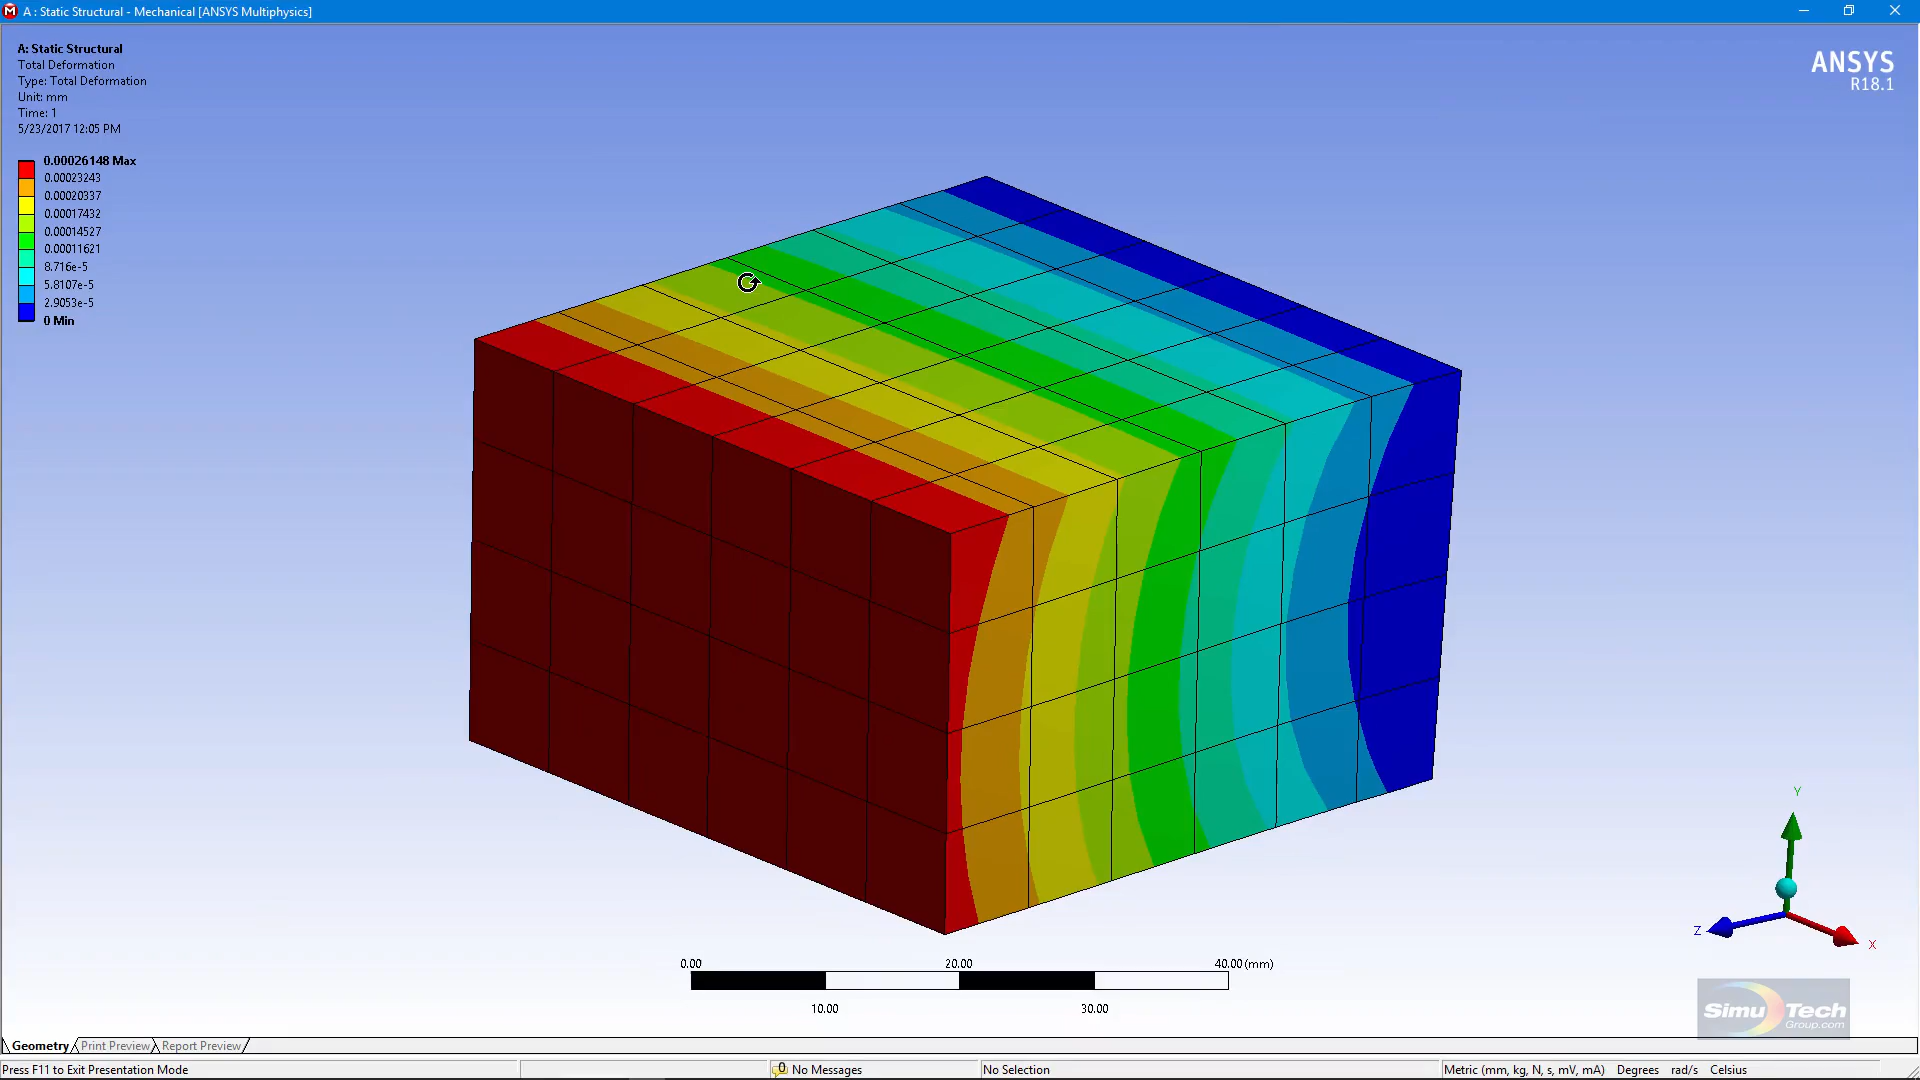 A : Static Structural - Mechanical [ANSYS Multiphysics]
A: Static Structural
Total Deformation
Type: Total Deformation
Unit: mm
Time: 1
5/23/2017 12:05 PM
ANSYS
R18.1
0.00026148 Max
0.00023243
0.00020337
0.00017432
0.00014527
0.00011621
8.716e-5
5.8107e-5
2.9053e-5
0 Min
Y
Z
X
0.00 20.00 40.00 (mm)
10.00 30.00
SimuTech
Group.com
Geometry Print Preview Report Preview
Press F11 to Exit Presentation Mode 0 No Messages No Selection Metric (mm, kg, N, s, mV, mA) Degrees rad/s Celsius